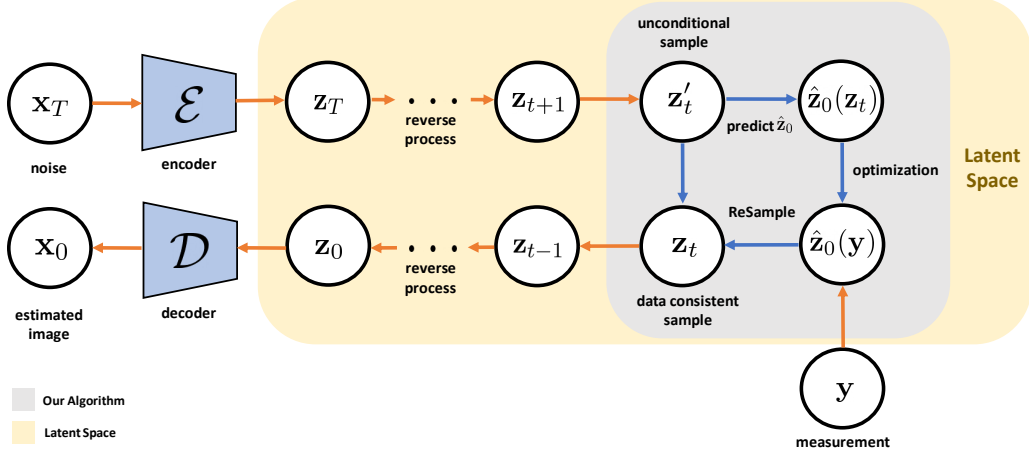 unconditional
sample
x_T
ℰ
z_T
. . .
z_{t+1}
z′_t
ẑ_0(z_t)
reverse
process
predict ẑ_0
noise
encoder
Latent
Space
optimization
ReSample
x_0
𝒟
z_0
. . .
z_{t−1}
z_t
ẑ_0(y)
reverse
process
estimated
image
decoder
data consistent
sample
y
Our Algorithm
Latent Space
measurement